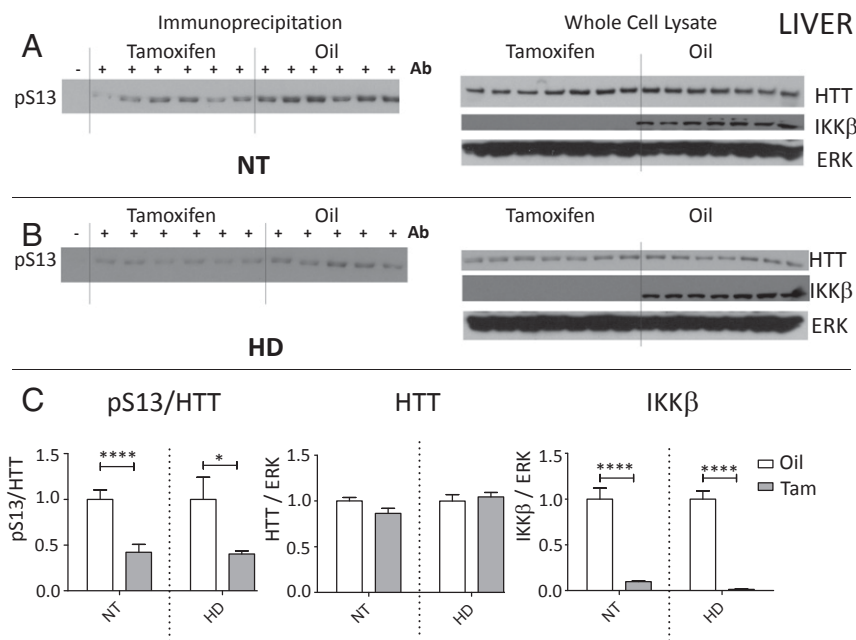 Immunoprecipitation
Whole Cell Lysate
LIVER
A
Tamoxifen
Oil
- + + + + + + + + + + + + Ab
pS13
NT
Tamoxifen
Oil
HTT
IKKβ
ERK
B
Tamoxifen
Oil
- + + + + + + + + + + + Ab
pS13
HD
Tamoxifen
Oil
HTT
IKKβ
ERK
C
pS13/HTT
HTT
IKKβ
pS13/HTT
1.5
1.0
0.5
0.0
****
*
NT
HD
HTT / ERK
1.5
1.0
0.5
0.0
NT
HD
IKKβ / ERK
1.5
1.0
0.5
0.0
****
****
NT
HD
Oil
Tam